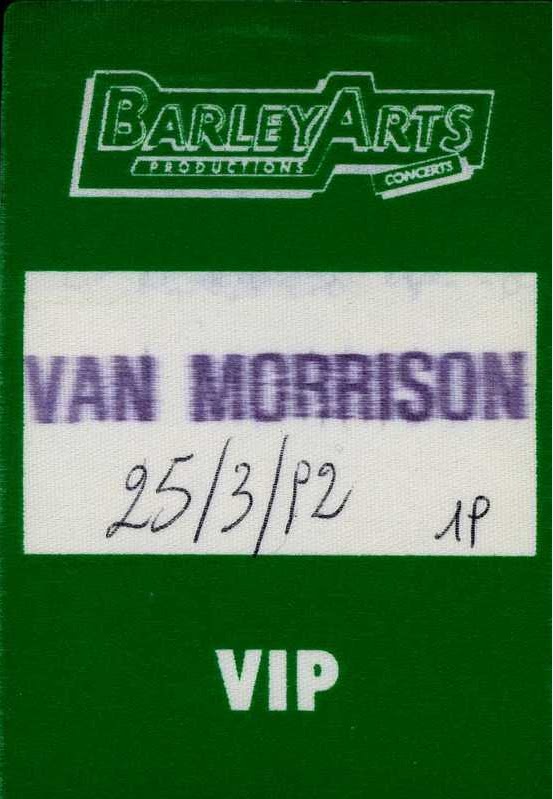 BARLEY ARTS
PRODUCTIONS
CONCERTS
VAN MORRISON
25/3/92
1P
VIP